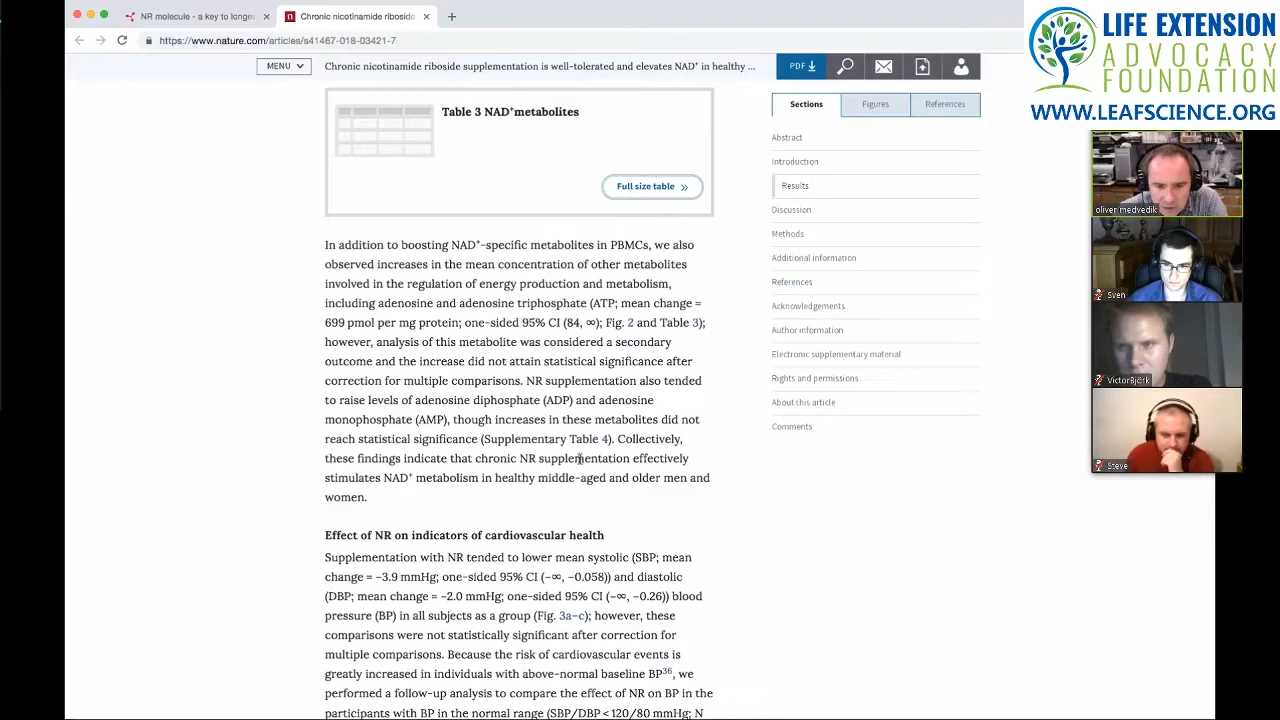 NR molecule - a key to longe
Chronic nicotinamide riboside
https://www.nature.com/articles/s41467-018-03421-7
MENU
Chronic nicotinamide riboside supplementation is well-tolerated and elevates NAD⁺ in healthy ...
PDF
Table 3 NAD⁺metabolites
Full size table »
In addition to boosting NAD⁺-specific metabolites in PBMCs, we also
observed increases in the mean concentration of other metabolites
involved in the regulation of energy production and metabolism,
including adenosine and adenosine triphosphate (ATP; mean change =
699 pmol per mg protein; one-sided 95% CI (84, ∞); Fig. 2 and Table 3);
however, analysis of this metabolite was considered a secondary
outcome and the increase did not attain statistical significance after
correction for multiple comparisons. NR supplementation also tended
to raise levels of adenosine diphosphate (ADP) and adenosine
monophosphate (AMP), though increases in these metabolites did not
reach statistical significance (Supplementary Table 4). Collectively,
these findings indicate that chronic NR supplementation effectively
stimulates NAD⁺ metabolism in healthy middle-aged and older men and
women.
Effect of NR on indicators of cardiovascular health
Supplementation with NR tended to lower mean systolic (SBP; mean
change = −3.9 mmHg; one-sided 95% CI (−∞, −0.058)) and diastolic
(DBP; mean change = −2.0 mmHg; one-sided 95% CI (−∞, −0.26)) blood
pressure (BP) in all subjects as a group (Fig. 3a–c); however, these
comparisons were not statistically significant after correction for
multiple comparisons. Because the risk of cardiovascular events is
greatly increased in individuals with above-normal baseline BP³⁶, we
performed a follow-up analysis to compare the effect of NR on BP in the
participants with BP in the normal range (SBP/DBP < 120/80 mmHg; N
Sections
Figures
References
Abstract
Introduction
Results
Discussion
Methods
Additional information
References
Acknowledgements
Author information
Electronic supplementary material
Rights and permissions
About this article
Comments
LIFE EXTENSION
ADVOCACY
FOUNDATION
WWW.LEAFSCIENCE.ORG
oliver medvedik
Sven
VictorBjörk
Steve